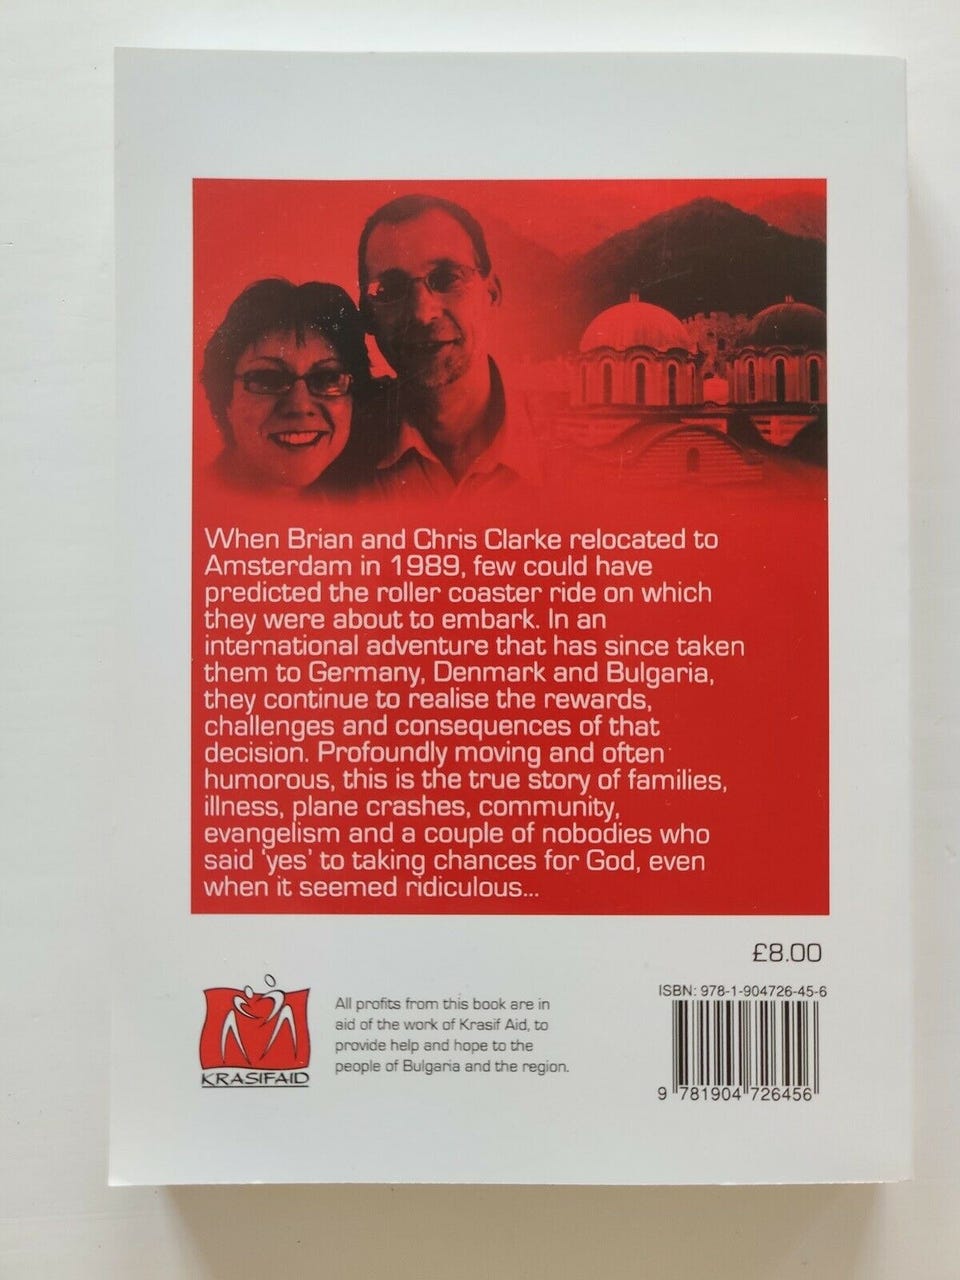 When Brian and Chris Clarke relocated to
Amsterdam in 1989, few could have
predicted the roller coaster ride on which
they were about to embark. In an
international adventure that has since taken
them to Germany, Denmark and Bulgaria,
they continue to realise the rewards,
challenges and consequences of that
decision. Profoundly moving and often
humorous, this is the true story of families,
illness, plane crashes, community,
evangelism and a couple of nobodies who
said 'yes' to taking chances for God, even
when it seemed ridiculous...
£8.00
KRASIFAID
All profits from this book are in
aid of the work of Krasif Aid, to
provide help and hope to the
people of Bulgaria and the region.
ISBN: 978-1-904726-45-6
9 781904 726456